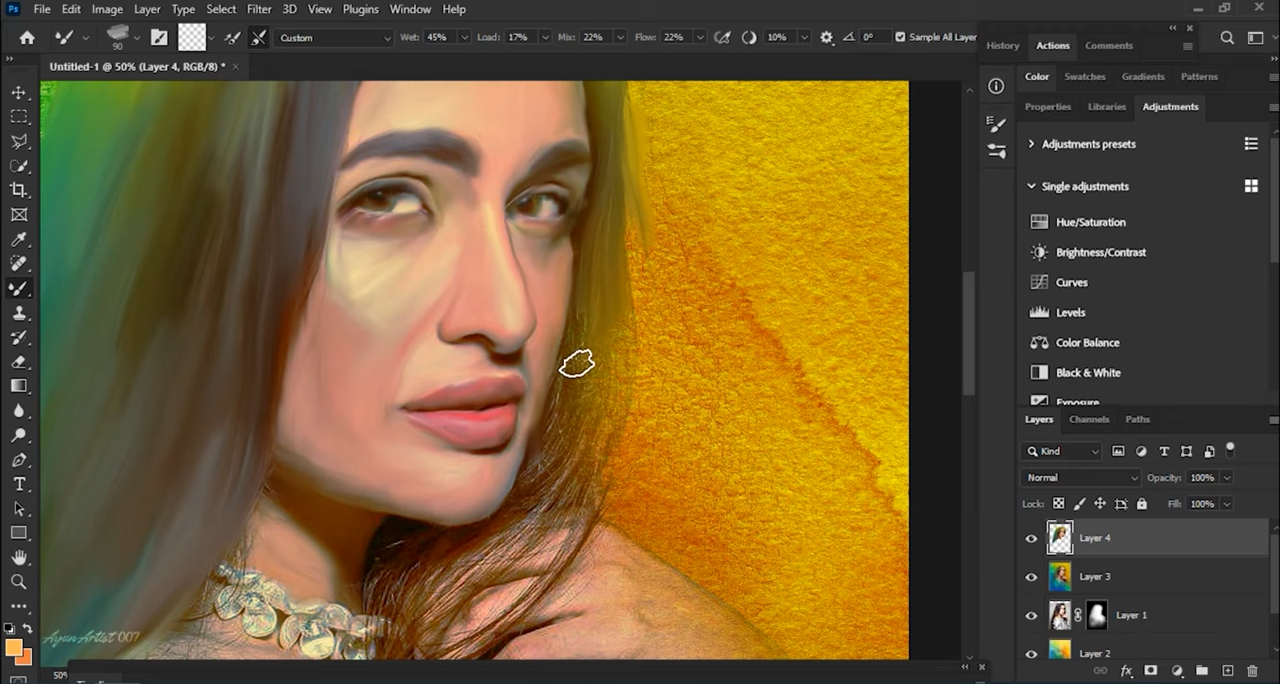 Ps File Edit Image Layer Type Select Filter 3D View Plugins Window Help
90 Custom Wet: 45% Load: 17% Mix: 22% Flow: 22% 10% 0° Sample All Layer
Untitled-1 @ 50% (Layer 4, RGB/8) *
History Actions Comments
Color Swatches Gradients Patterns
Properties Libraries Adjustments
Adjustments presets
Single adjustments
Hue/Saturation
Brightness/Contrast
Curves
Levels
Color Balance
Black & White
Exposure
Layers Channels Paths
Kind
Normal Opacity: 100%
Lock: Fill: 100%
Layer 4
Layer 3
Layer 1
Layer 2
AyanArtist 007
50%